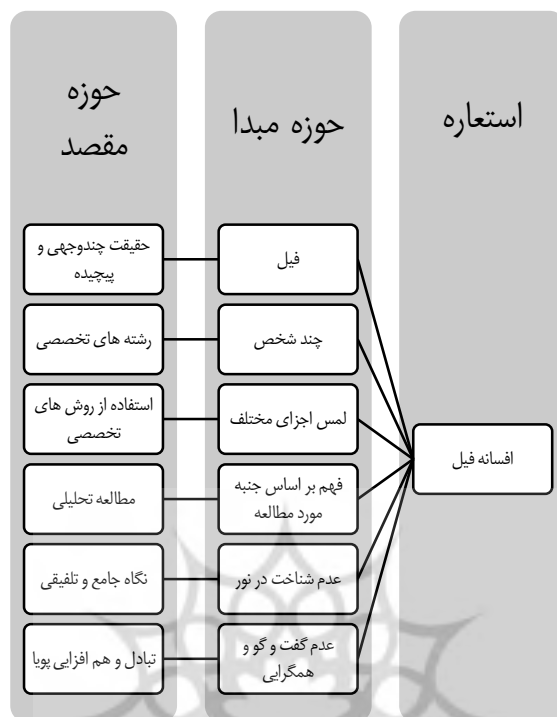 استعاره
حوزه مبدا
حوزه
مقصد
افسانه فیل
فیل
حقیقت چندوجهی و
پیچیده
چند شخص
رشته های تخصصی
لمس اجزای مختلف
استفاده از روش های
تخصصی
فهم بر اساس جنبه
مورد مطالعه
مطالعه تحلیلی
عدم شناخت در نور
نگاه جامع و تلفیقی
عدم گفت و گو و
همگرایی
تبادل و هم افزایی پویا